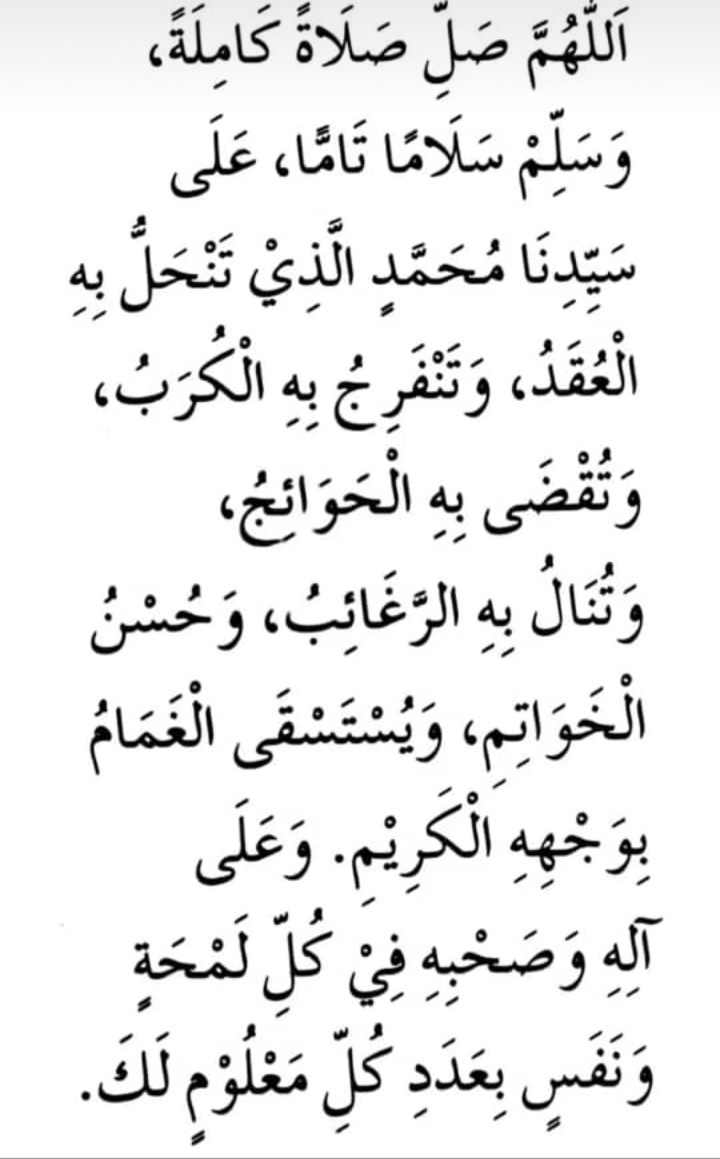 اَللّٰهُمَّ صَلِّ صَلَاةً كَامِلَةً،
وَسَلِّمْ سَلَامًا تَامًّا، عَلَى
سَيِّدِنَا مُحَمَّدٍ الَّذِيْ تَنْحَلُّ بِهِ
الْعُقَدُ، وَتَنْفَرِجُ بِهِ الْكُرَبُ،
وَتُقْضَى بِهِ الْحَوَائِجُ،
وَتُنَالُ بِهِ الرَّغَائِبُ، وَحُسْنُ
الْخَوَاتِمِ، وَيُسْتَسْقَى الْغَمَامُ
بِوَجْهِهِ الْكَرِيْمِ. وَعَلَى
آلِهِ وَصَحْبِهِ فِيْ كُلِّ لَمْحَةٍ
وَنَفَسٍ بِعَدَدِ كُلِّ مَعْلُوْمٍ لَكَ.